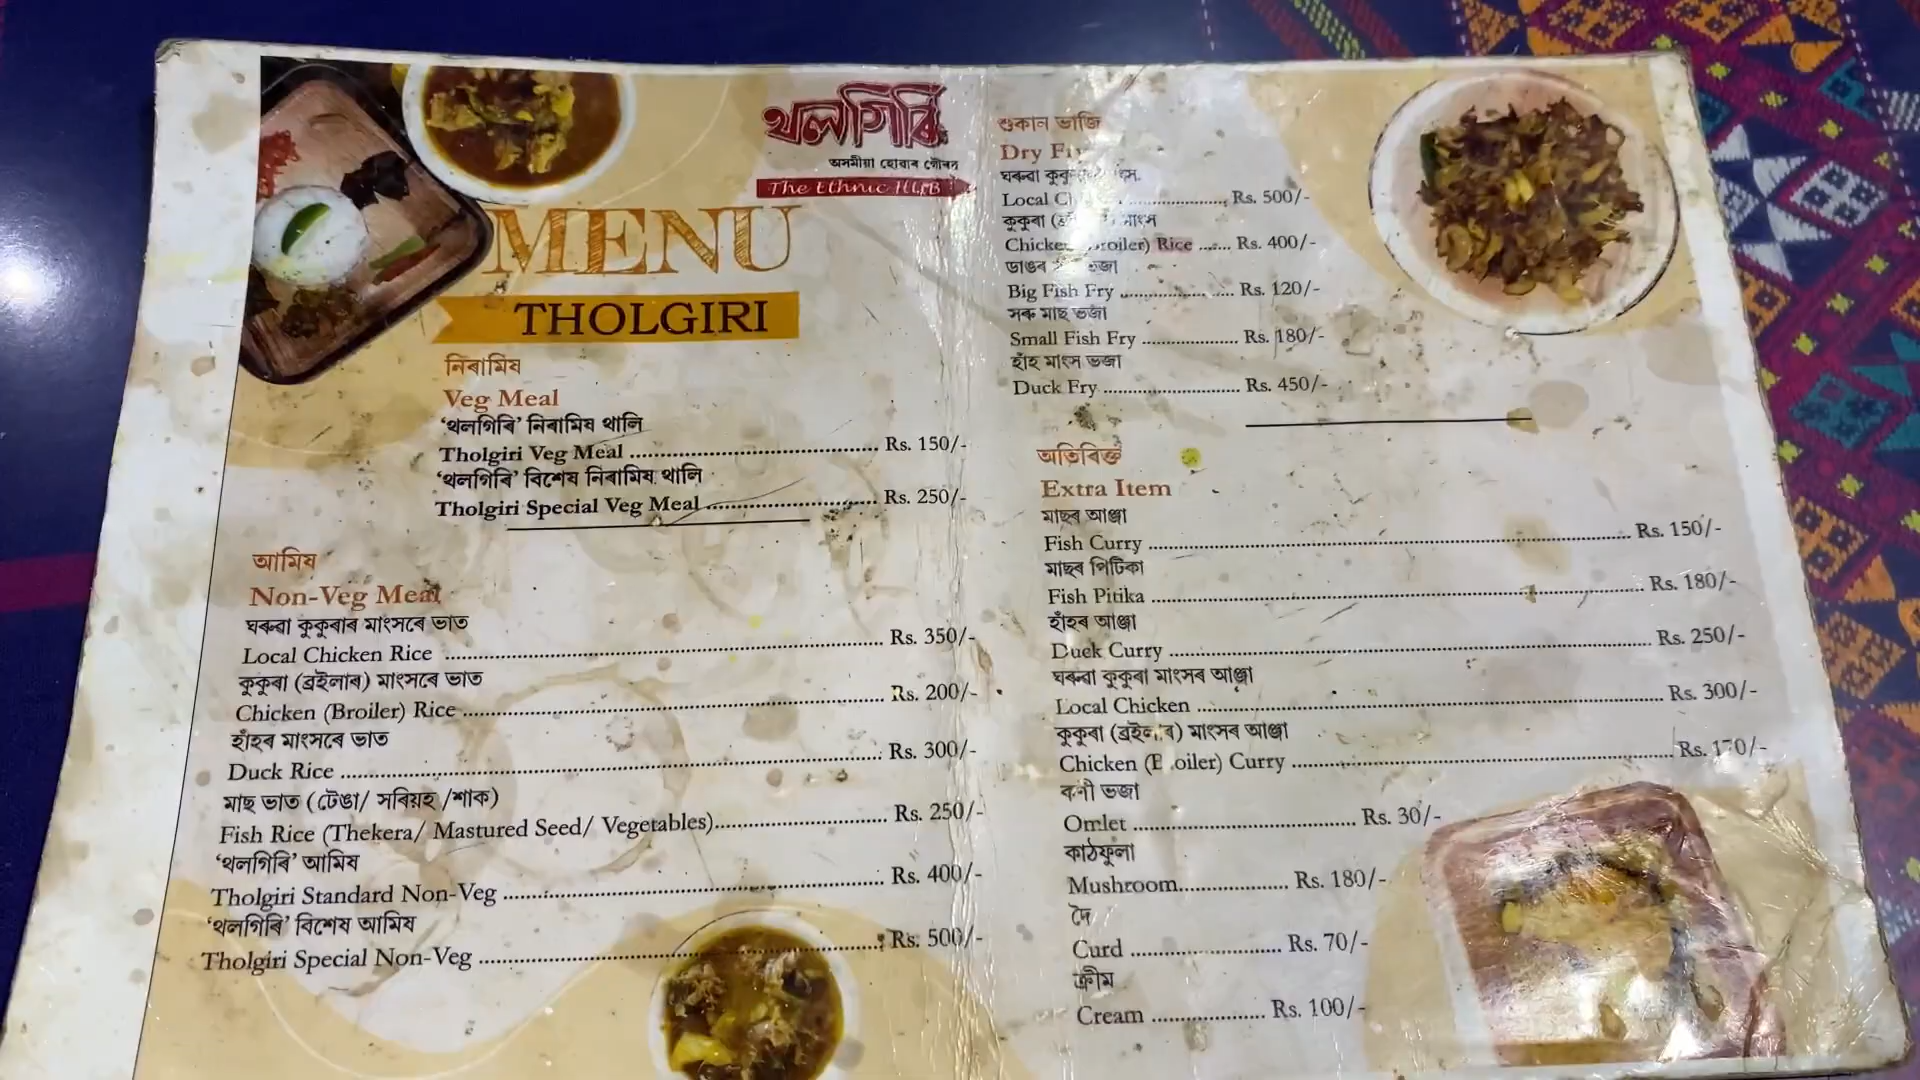 থলগিৰি
অসমীয়া হোৱাৰ গৌৰৱ
The Ethnic HUB
MENU
THOLGIRI
নিৰামিষ
Veg Meal
‘থলগিৰি’ নিৰামিষ থালি
Tholgiri Veg Meal ........ Rs. 150/-
‘থলগিৰি’ বিশেষ নিৰামিষ থালি
Tholgiri Special Veg Meal ........ Rs. 250/-
আমিষ
Non-Veg Meal
ঘৰুৱা কুকুৰাৰ মাংসৰে ভাত
Local Chicken Rice ........ Rs. 350/-
কুকুৰা (ব্ৰইলাৰ) মাংসৰে ভাত
Chicken (Broiler) Rice ........ Rs. 200/-
হাঁহৰ মাংসৰে ভাত
Duck Rice ........ Rs. 300/-
মাছ ভাত (টেঙা/ সৰিয়হ /শাক)
Fish Rice (Thekera/ Mastured Seed/ Vegetables)........ Rs. 250/-
‘থলগিৰি’ আমিষ
Tholgiri Standard Non-Veg ........ Rs. 400/-
‘থলগিৰি’ বিশেষ আমিষ
Tholgiri Special Non-Veg ........ Rs. 500/-
শুকান ভাজি
Dry Fry
ঘৰুৱা
Local ........ Rs. 500/-
কুকুৰা মাংস
Chicken (Broiler) Rice ........ Rs. 400/-
ডাঙৰ ভজা
Big Fish Fry ........ Rs. 120/-
সৰু মাছ ভজা
Small Fish Fry ........ Rs. 180/-
হাঁহ মাংস ভজা
Duck Fry ........ Rs. 450/-
অতিৰিক্ত
Extra Item
মাছৰ আঞ্জা
Fish Curry ........ Rs. 150/-
মাছৰ পিটিকা
Fish Pitika ........ Rs. 180/-
হাঁহৰ আঞ্জা
Duck Curry ........ Rs. 250/-
ঘৰুৱা কুকুৰা মাংসৰ আঞ্জা
Local Chicken ........ Rs. 300/-
কুকুৰা (ব্ৰইলাৰ) মাংসৰ আঞ্জা
Chicken (Broiler) Curry ........ Rs. 170/-
কণী ভজা
Omlet ........ Rs. 30/-
কাঠফুলা
Mushroom........ Rs. 180/-
দৈ
Curd ........ Rs. 70/-
ক্ৰীম
Cream ........ Rs. 100/-